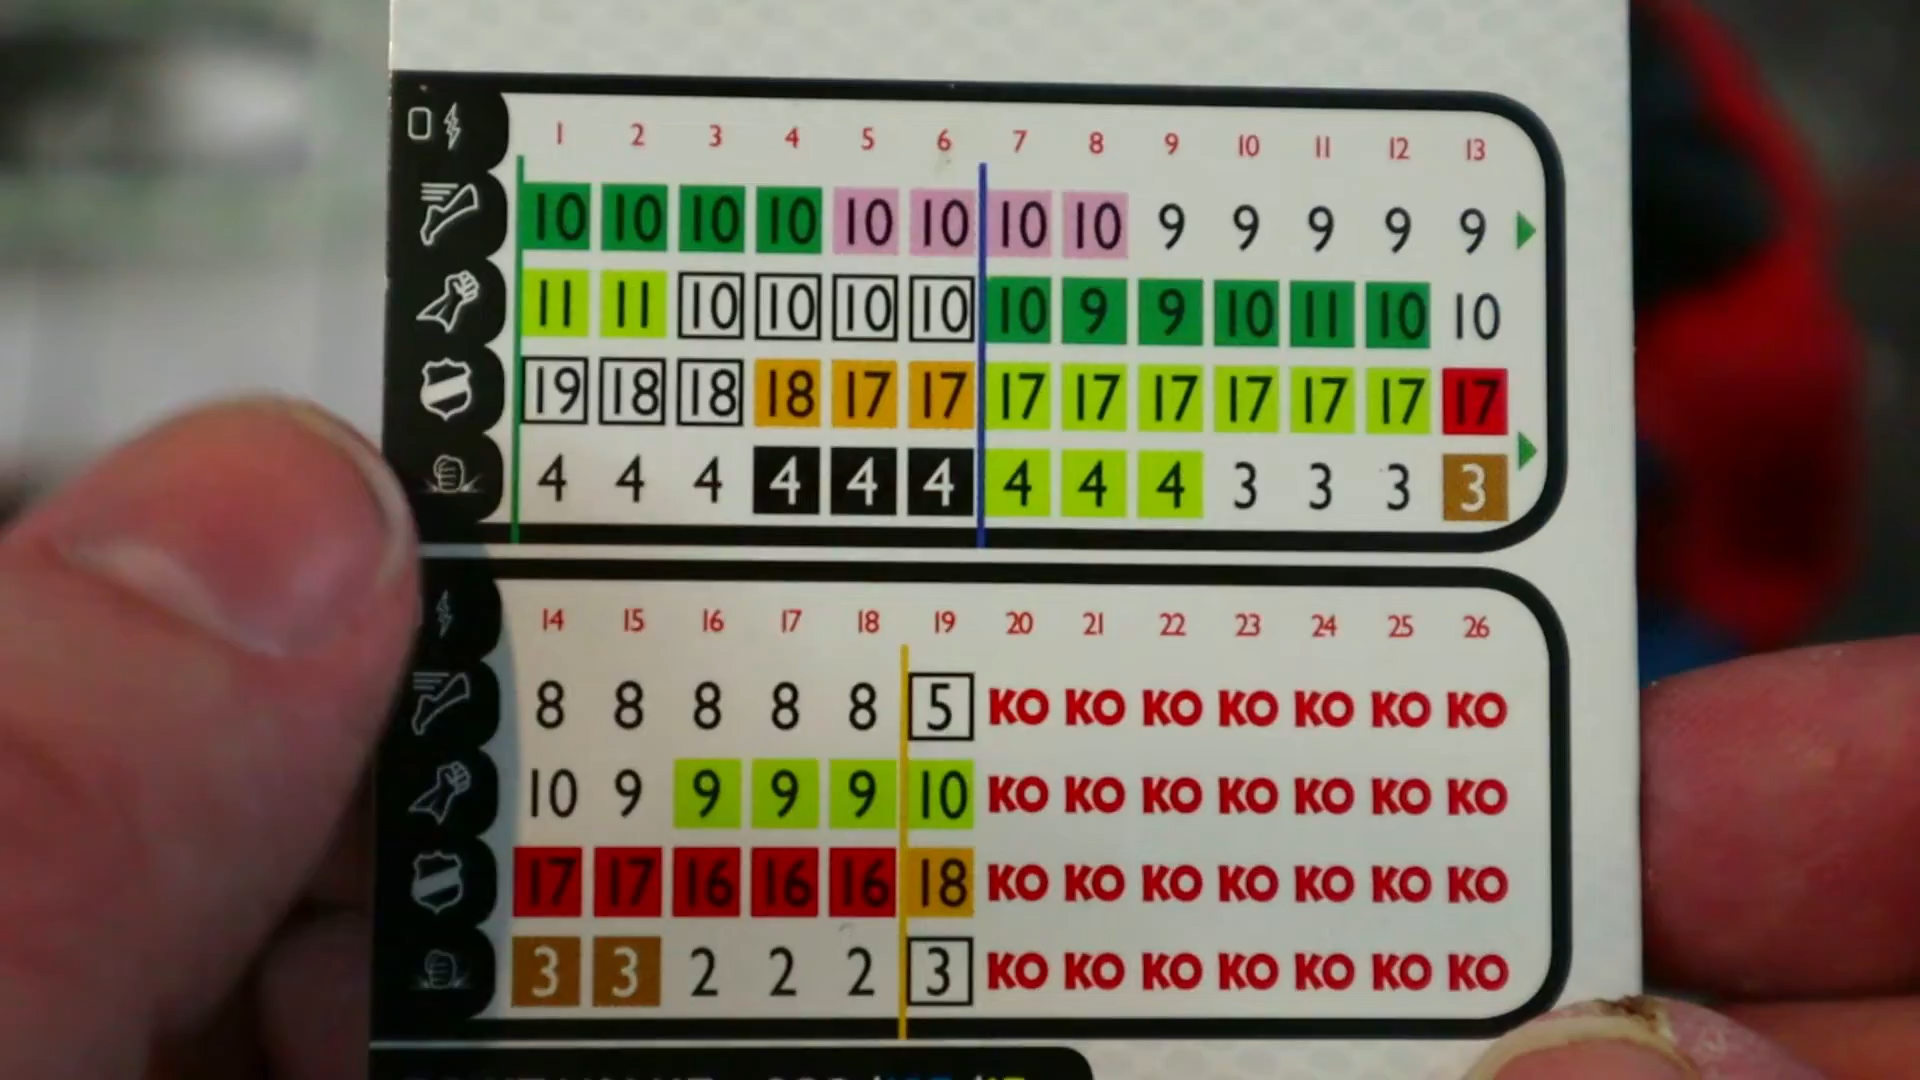 1 2 3 4 5 6 7 8 9 10 11 12 13
10 10 10 10 10 10 10 10 9 9 9 9 9
11 11 10 10 10 10 10 9 9 10 11 10 10
19 18 18 18 17 17 17 17 17 17 17 17 17
4 4 4 4 4 4 4 4 4 3 3 3 3
14 15 16 17 18 19 20 21 22 23 24 25 26
8 8 8 8 8 5 KO KO KO KO KO KO KO
10 9 9 9 9 10 KO KO KO KO KO KO KO
17 17 16 16 16 18 KO KO KO KO KO KO KO
3 3 2 2 2 3 KO KO KO KO KO KO KO